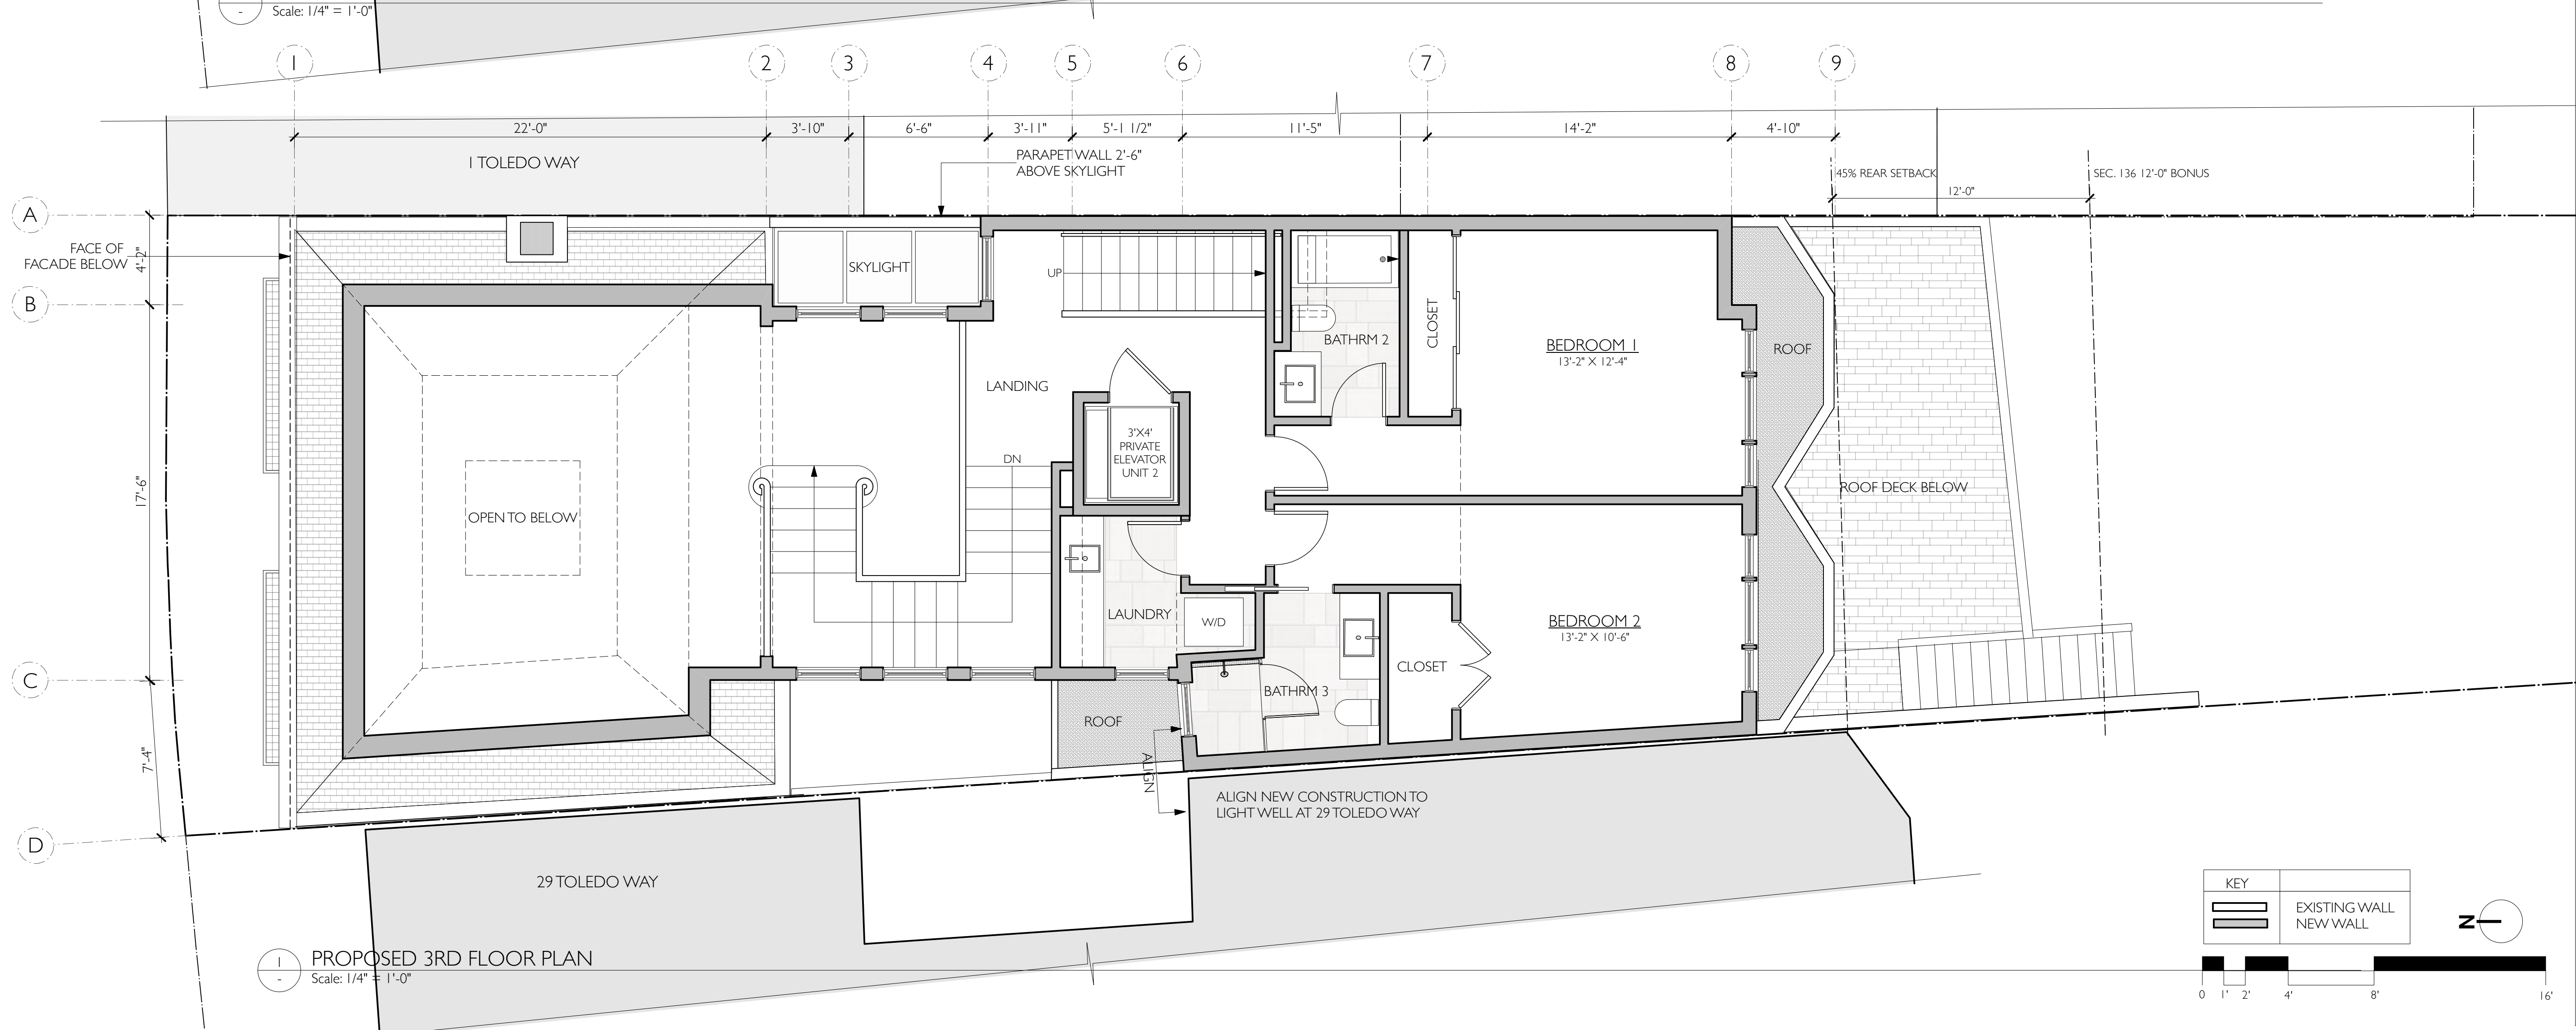 -
Scale: 1/4" = 1'-0"
1
2
3
4
5
6
7
8
9
22'-0"
3'-10"
6'-6"
3'-11"
5'-1 1/2"
11'-5"
14'-2"
4'-10"
1 TOLEDO WAY
PARAPET WALL 2'-6"
ABOVE SKYLIGHT
45% REAR SETBACK
SEC. 136 12'-0" BONUS
12'-0"
A
FACE OF
FACADE BELOW
4'-2"
B
17'-6"
C
7'-4"
D
SKYLIGHT
UP
BATHRM 2
CLOSET
BEDROOM 1
13'-2" X 12'-4"
ROOF
LANDING
3'X4'
PRIVATE
ELEVATOR
UNIT 2
DN
OPEN TO BELOW
ROOF DECK BELOW
LAUNDRY
W/D
BEDROOM 2
13'-2" X 10'-6"
CLOSET
BATHRM 3
ROOF
ALIGN
ALIGN NEW CONSTRUCTION TO
LIGHT WELL AT 29 TOLEDO WAY
29 TOLEDO WAY
1
-
PROPOSED 3RD FLOOR PLAN
Scale: 1/4" = 1'-0"
KEY
EXISTING WALL
NEW WALL
N
0 1' 2' 4' 8' 16'